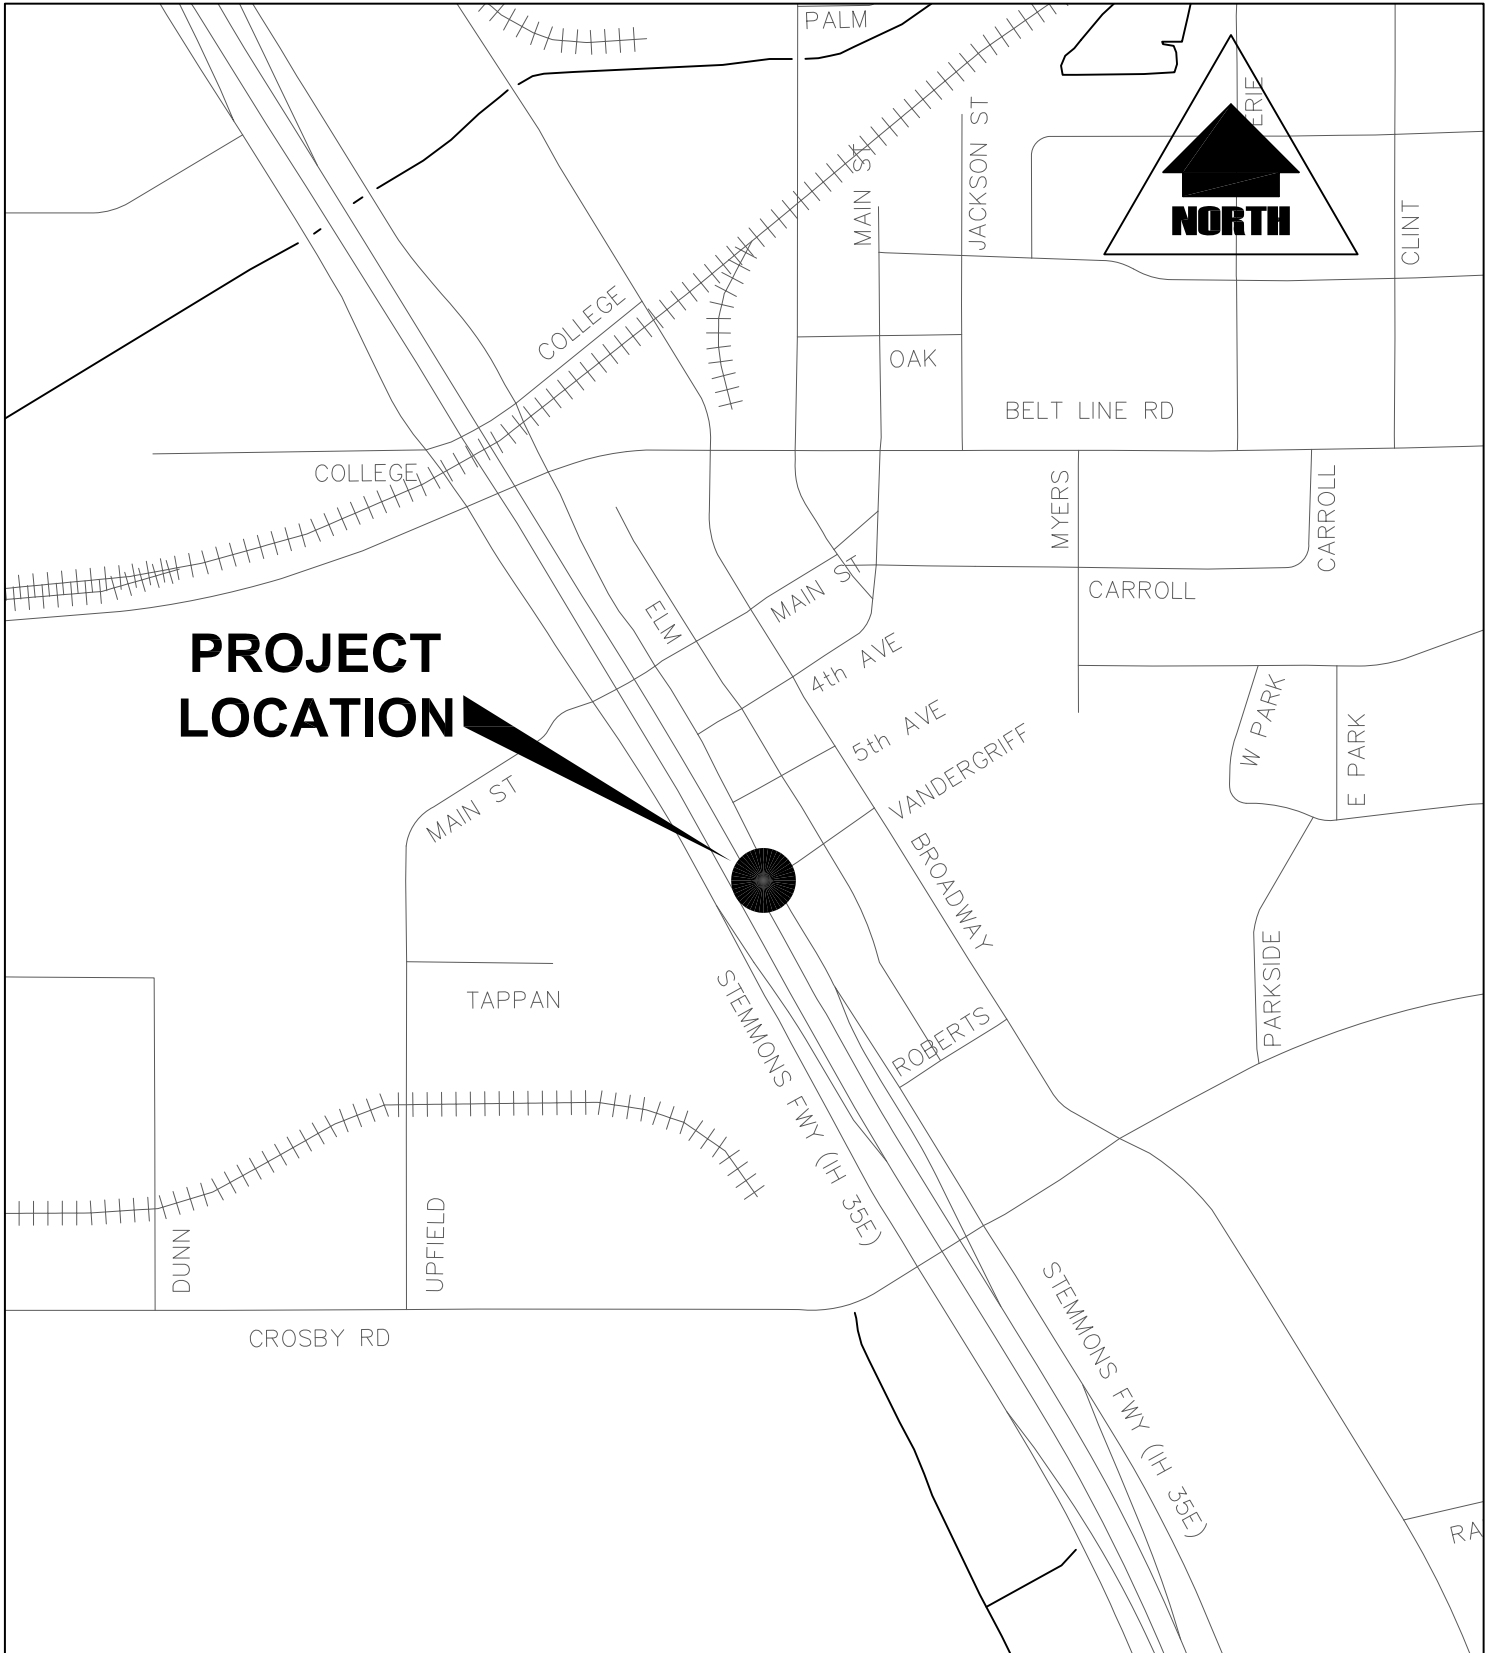 PALM
ERIE
JACKSON ST
MAIN ST
CLINT
NORTH
COLLEGE
OAK
BELT LINE RD
COLLEGE
MYERS
CARROLL
CARROLL
MAIN ST
ELM
PROJECT
LOCATION
4th AVE
5th AVE
W PARK
E PARK
VANDERGRIFF
MAIN ST
BROADWAY
PARKSIDE
TAPPAN
STEMMONS FWY (IH 35E)
ROBERTS
DUNN
UPFIELD
CROSBY RD
STEMMONS FWY (IH 35E)
RA